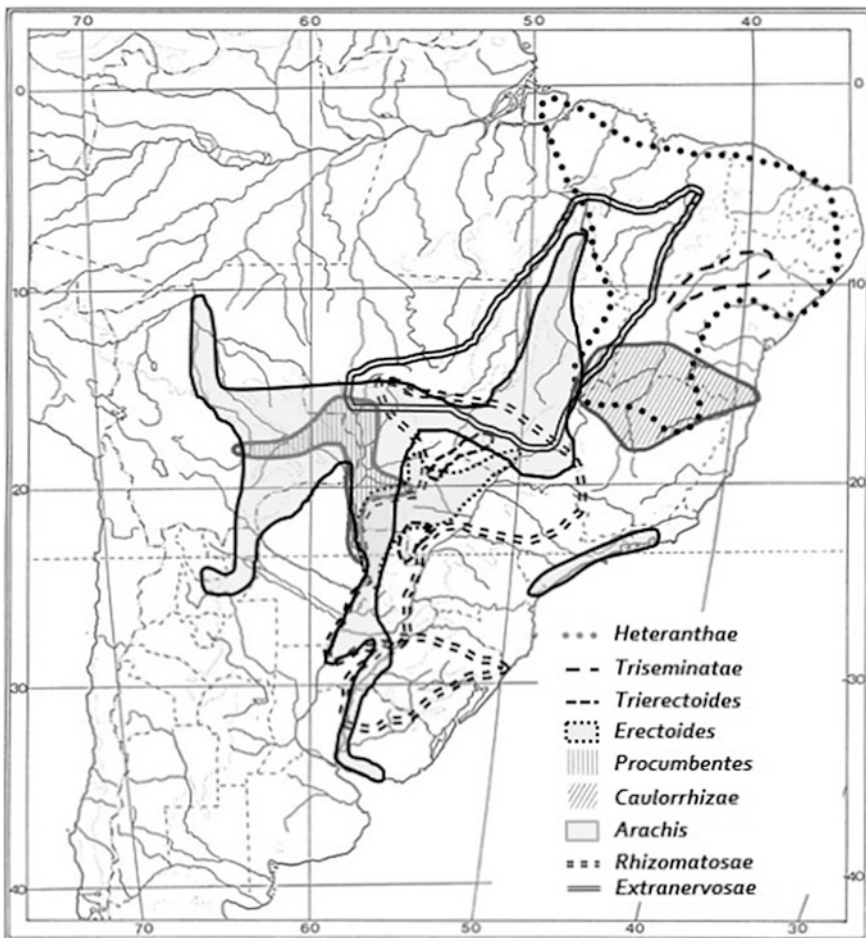 70 60 50 40
0 0
10 10
20 20
30 30
40 40
70 60 50 40 30
Heteranthae
Triseminatae
Trierectoides
Erectoides
Procumbentes
Caulorrhizae
Arachis
Rhizomatosae
Extranervosae